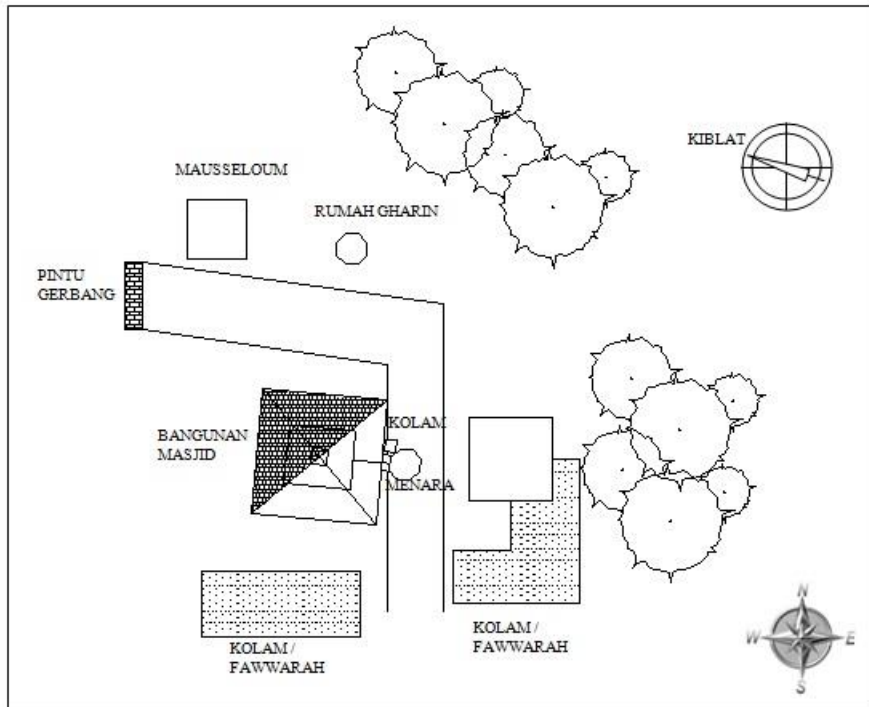 KIBLAT
MAUSSELOUM
RUMAH GHARIN
PINTU
GERBANG
KOLAM
BANGUNAN
MASJID
MENARA
KOLAM /
FAWWARAH
KOLAM /
FAWWARAH
N
W E
S